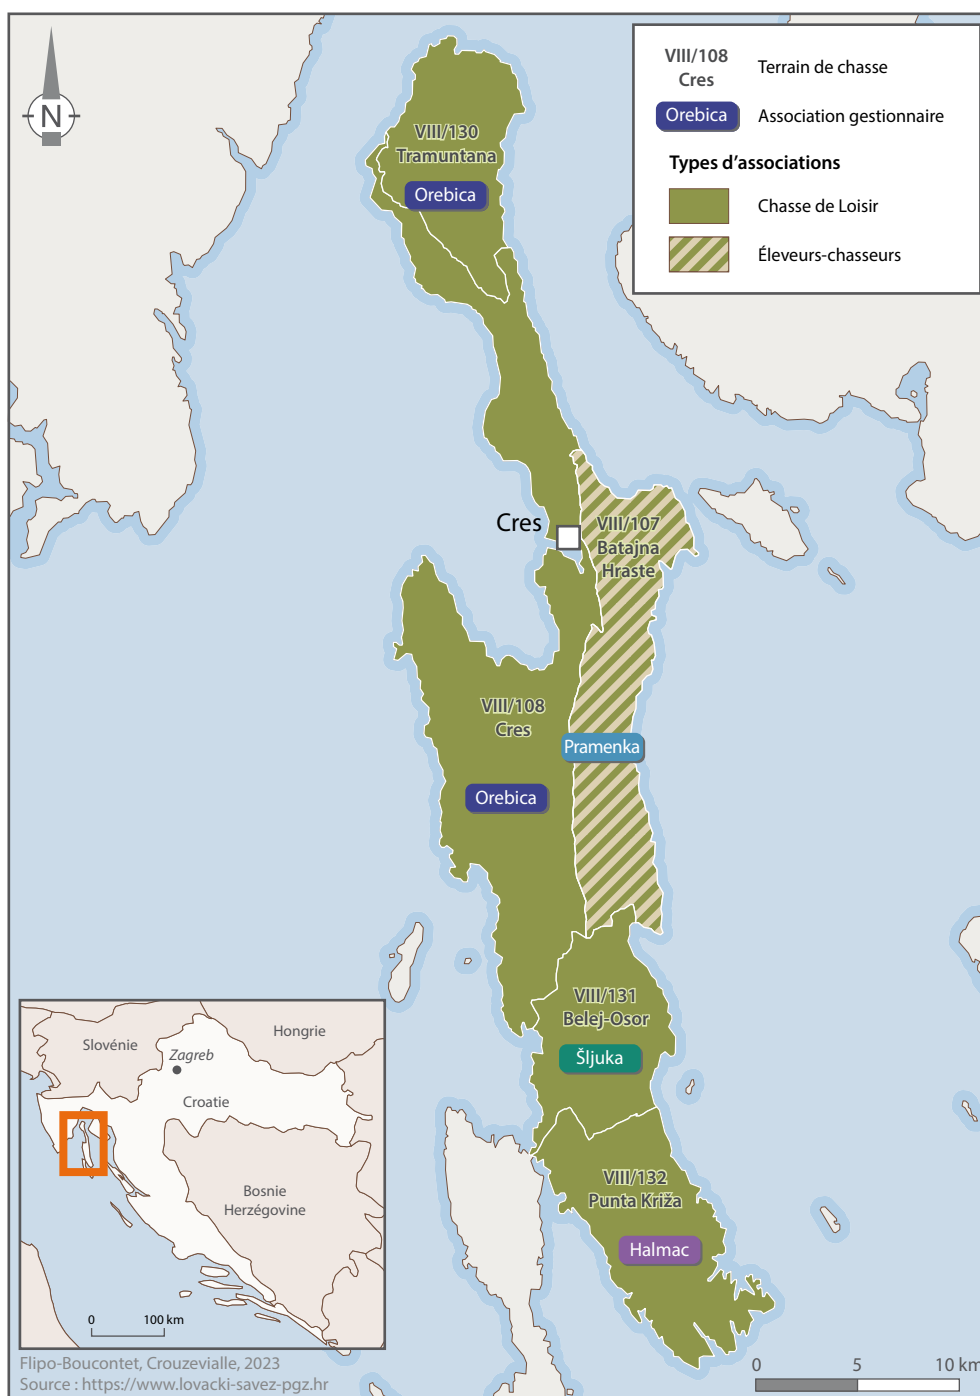 N
VIII/108
Cres
Terrain de chasse
Orebica
Association gestionnaire
Types d'associations
Chasse de Loisir
Éleveurs-chasseurs
VIII/130
Tramuntana
Orebica
Cres
VIII/107
Batajna
Hraste
VIII/108
Cres
Pramenka
Orebica
VIII/131
Belej-Osor
Šljuka
VIII/132
Punta Križa
Halmac
Slovénie
Hongrie
Zagreb
Croatie
Bosnie
Herzégovine
0 100 km
Flipo-Boucontet, Crouzevialle, 2023
Source : https://www.lovacki-savez-pgz.hr
0 5 10 km